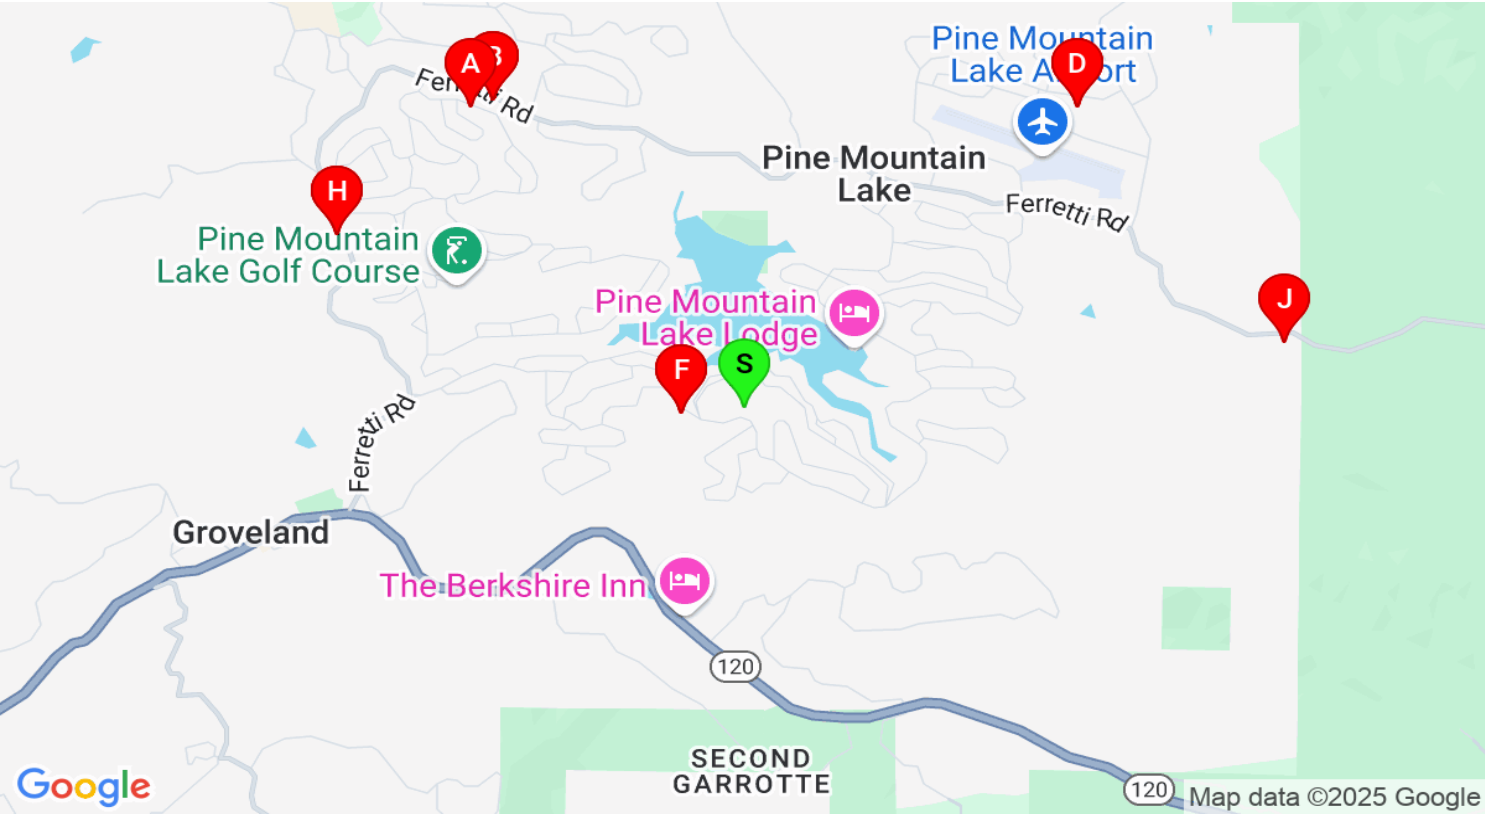 Pine Mountain
Lake Airport
A
B
D
Ferretti Rd
Pine Mountain
Lake
H
Ferretti Rd
Pine Mountain
Lake Golf Course
J
Pine Mountain
Lake Lodge
F
S
Ferretti Rd
Groveland
The Berkshire Inn
120
SECOND
GARROTTE
Google
120
Map data ©2025 Google